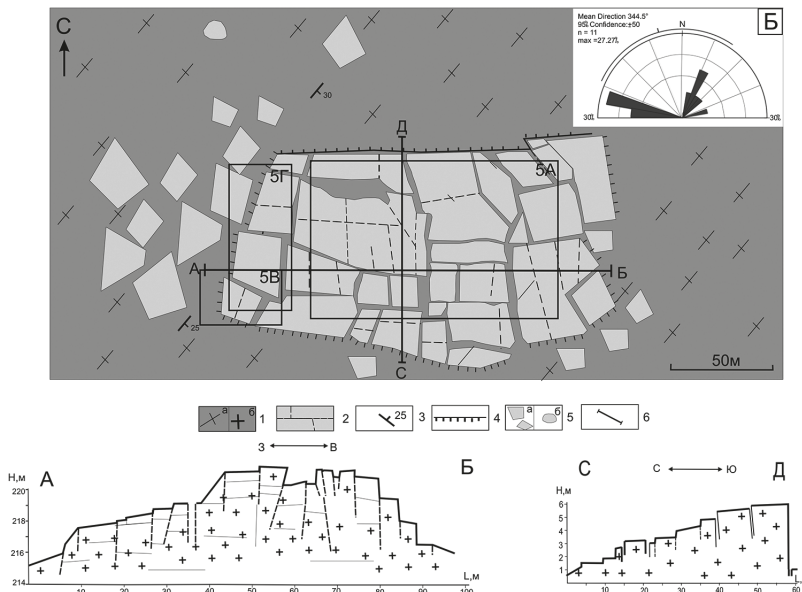 С
Mean Direction 344.5°
95% Confidence:±50
n = 11
max =27.27%
N
Б
30%
30%
30
Д
5Г
5А
А
Б
5В
25
С
50м
а
б
1
2
25
3
4
а
б
5
6
З
В
А
Н,м
220
218
216
214
10
20
30
40
50
60
70
80
90
100
L,м
Б
С
С
Ю
Д
Н,м
6
5
4
3
2
1
10
20
30
40
50
60
L,м